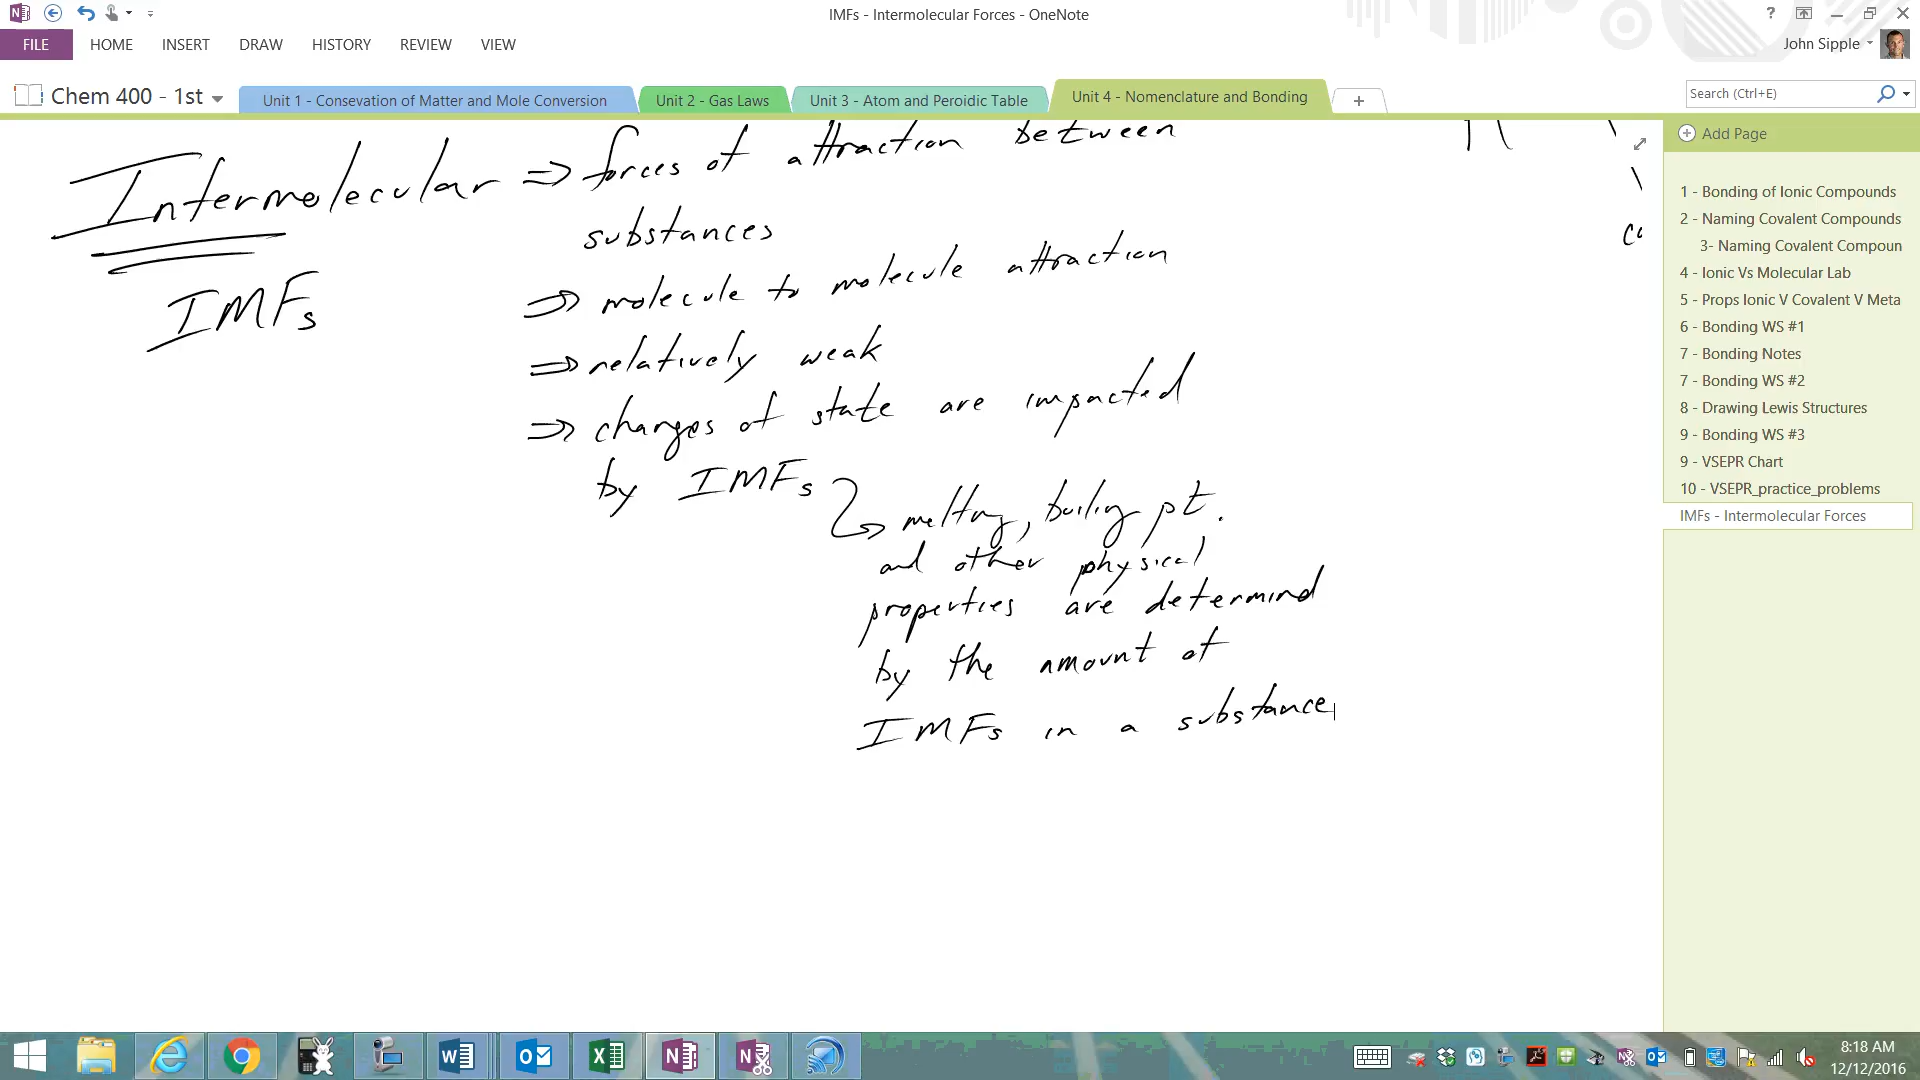 IMFs - Intermolecular Forces - OneNote
?
FILE HOME INSERT DRAW HISTORY REVIEW VIEW
John Sipple
Chem 400 - 1st
Unit 1 - Consevation of Matter and Mole Conversion
Unit 2 - Gas Laws
Unit 3 - Atom and Peroidic Table
Unit 4 - Nomenclature and Bonding
Search (Ctrl+E)
Intermolecular ⇒ forces of attraction between
substances
IMFs
⇒ molecule to molecule attraction
⇒ relatively weak
⇒ changes of state are impacted
by IMFs
↳ melting, boiling pt.
and other physical
properties are determind
by the amount of
IMFs in a substance
Add Page
1 - Bonding of Ionic Compounds
2 - Naming Covalent Compounds
3- Naming Covalent Compoun
4 - Ionic Vs Molecular Lab
5 - Props Ionic V Covalent V Meta
6 - Bonding WS #1
7 - Bonding Notes
7 - Bonding WS #2
8 - Drawing Lewis Structures
9 - Bonding WS #3
9 - VSEPR Chart
10 - VSEPR_practice_problems
IMFs - Intermolecular Forces
8:18 AM
12/12/2016